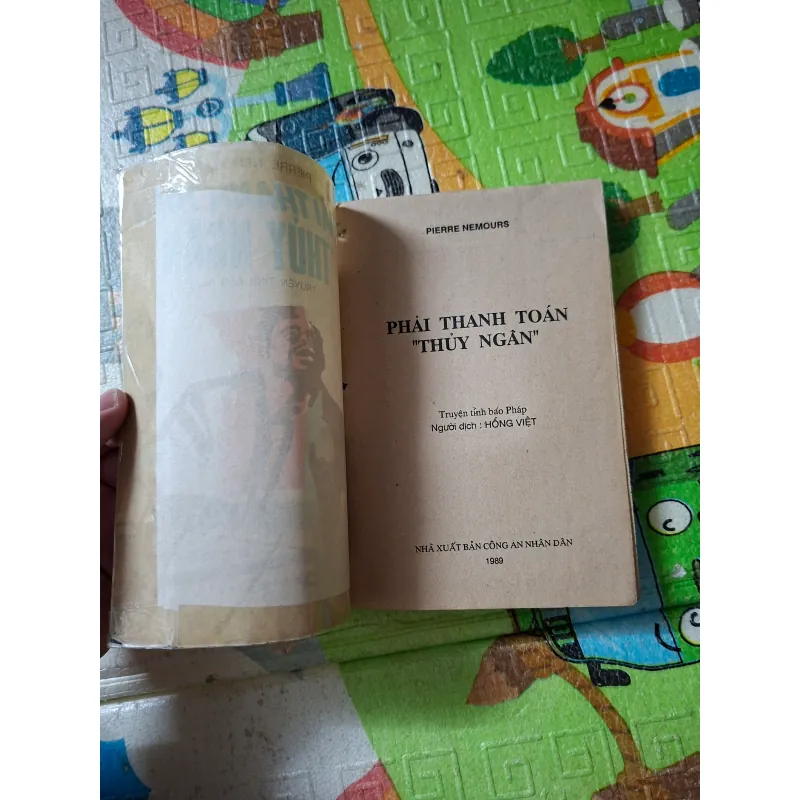 PIERRE NEMOURS
PHẢI THANH TOÁN
"THỦY NGÂN"
Truyện tình báo Pháp
Người dịch : HỒNG VIỆT
NHÀ XUẤT BẢN CÔNG AN NHÂN DÂN
1989